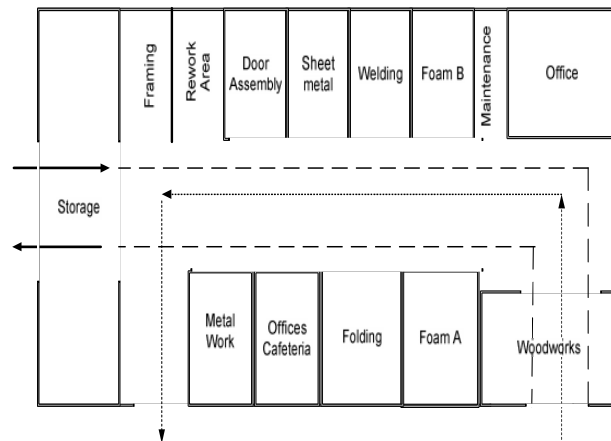 Framing
Rework
Area
Door
Assembly
Sheet
metal
Welding
Foam B
Maintenance
Office
Storage
Metal
Work
Offices
Cafeteria
Folding
Foam A
Woodworks